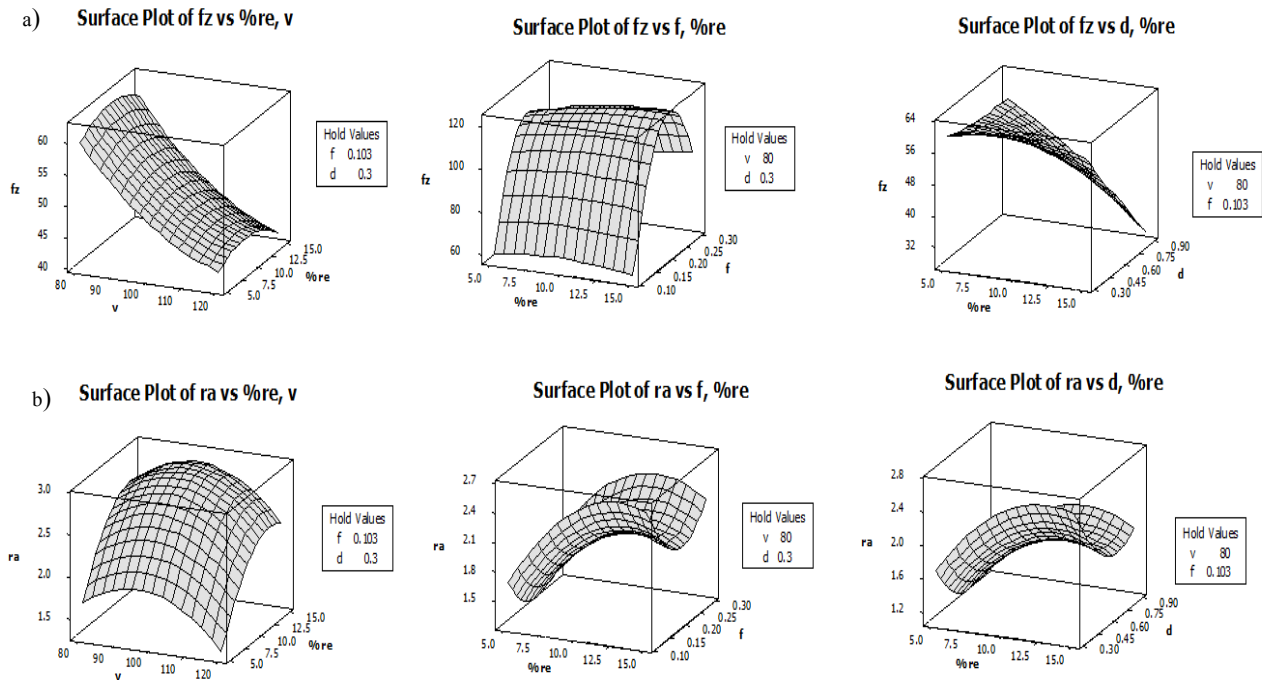 a)
Surface Plot of fz vs %re, v
60
55
fz
50
45
40
80
90
100
110
120
v
5.0
7.5
10.0
12.5
15.0
%re
Hold Values
f 0.103
d 0.3
Surface Plot of fz vs f, %re
120
100
fz
80
60
5.0
7.5
10.0
12.5
15.0
%re
0.10
0.15
0.20
0.25
0.30
f
Hold Values
v 80
d 0.3
Surface Plot of fz vs d, %re
64
56
fz
48
40
32
5.0
7.5
10.0
12.5
15.0
%re
0.30
0.45
0.60
0.75
0.90
d
Hold Values
v 80
f 0.103
b)
Surface Plot of ra vs %re, v
3.0
2.5
ra
2.0
1.5
80
90
100
110
120
v
5.0
7.5
10.0
12.5
15.0
%re
Hold Values
f 0.103
d 0.3
Surface Plot of ra vs f, %re
2.7
2.4
2.1
ra
1.8
1.5
5.0
7.5
10.0
12.5
15.0
%re
0.10
0.15
0.20
0.25
0.30
f
Hold Values
v 80
d 0.3
Surface Plot of ra vs d, %re
2.8
2.4
2.0
ra
1.6
1.2
5.0
7.5
10.0
12.5
15.0
%re
0.30
0.45
0.60
0.75
0.90
d
Hold Values
v 80
f 0.103